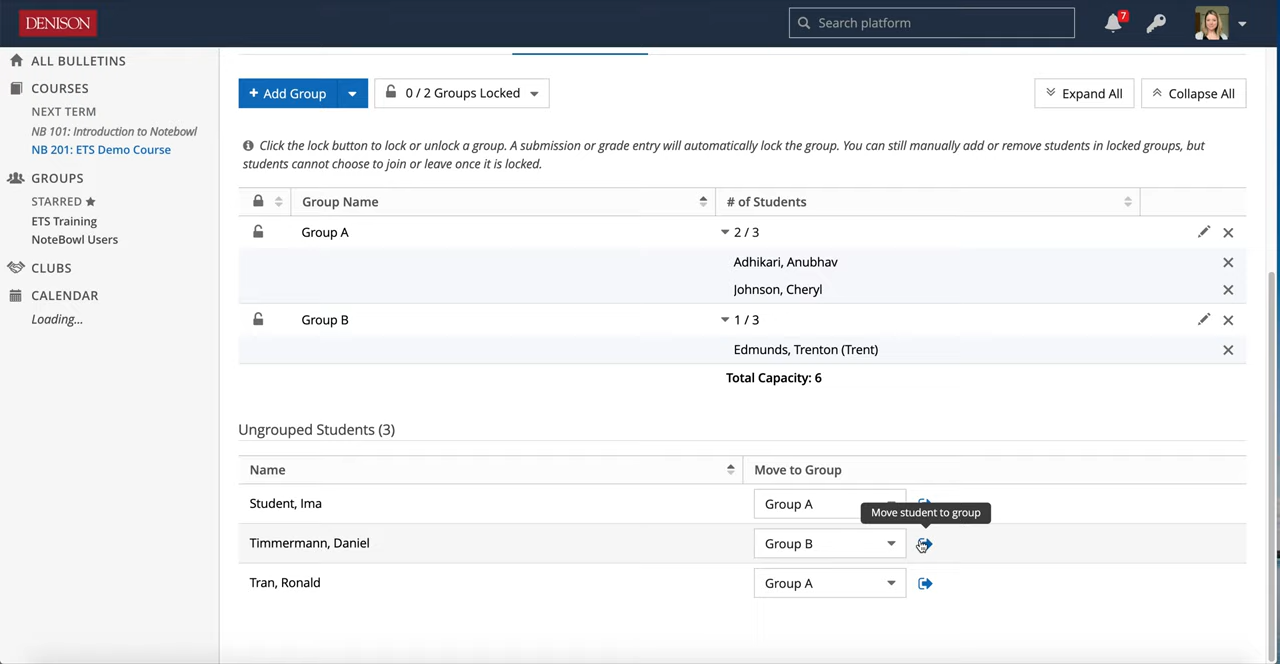 DENISON
Search platform
7
ALL BULLETINS
COURSES
NEXT TERM
NB 101: Introduction to Notebowl
NB 201: ETS Demo Course
GROUPS
STARRED
ETS Training
NoteBowl Users
CLUBS
CALENDAR
Loading...
+ Add Group
0 / 2 Groups Locked
Expand All
Collapse All
Click the lock button to lock or unlock a group. A submission or grade entry will automatically lock the group. You can still manually add or remove students in locked groups, but
students cannot choose to join or leave once it is locked.
Group Name
# of Students
Group A
2 / 3
Adhikari, Anubhav
Johnson, Cheryl
Group B
1 / 3
Edmunds, Trenton (Trent)
Total Capacity: 6
Ungrouped Students (3)
Name
Move to Group
Student, Ima
Group A
Move student to group
Timmermann, Daniel
Group B
Tran, Ronald
Group A